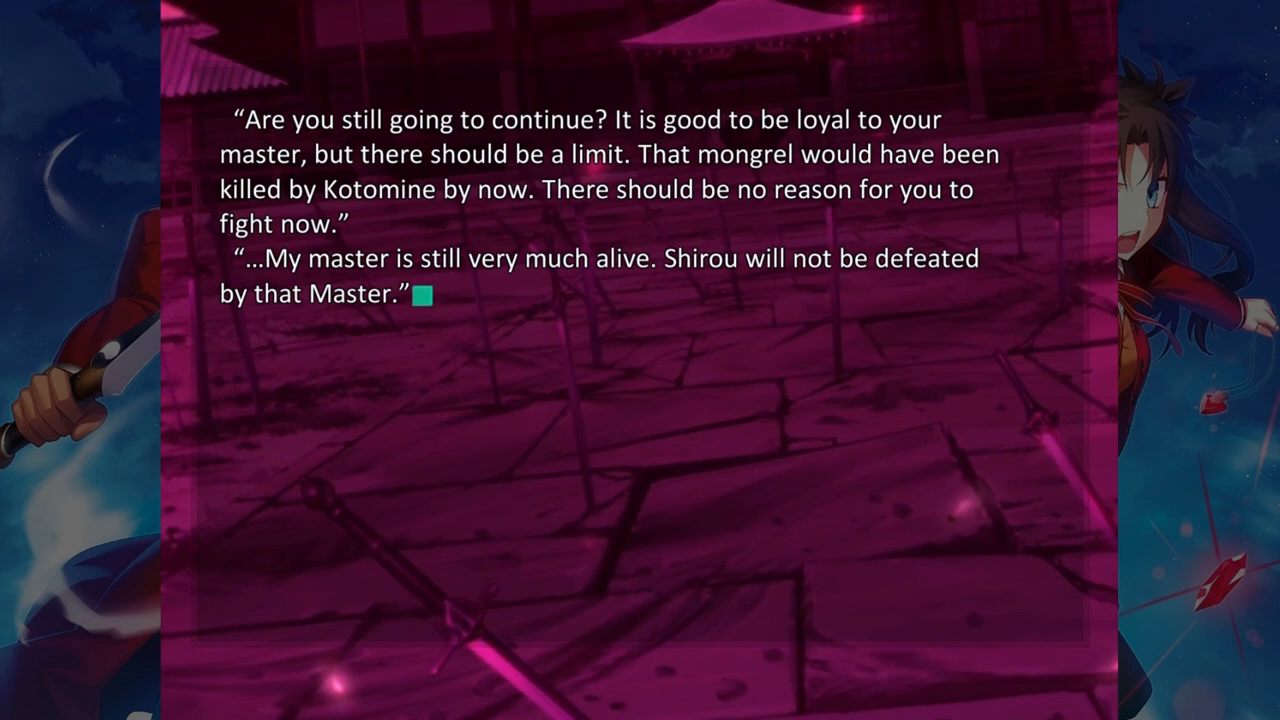 “Are you still going to continue? It is good to be loyal to your
master, but there should be a limit. That mongrel would have been
killed by Kotomine by now. There should be no reason for you to
fight now.”
“...My master is still very much alive. Shirou will not be defeated
by that Master.”